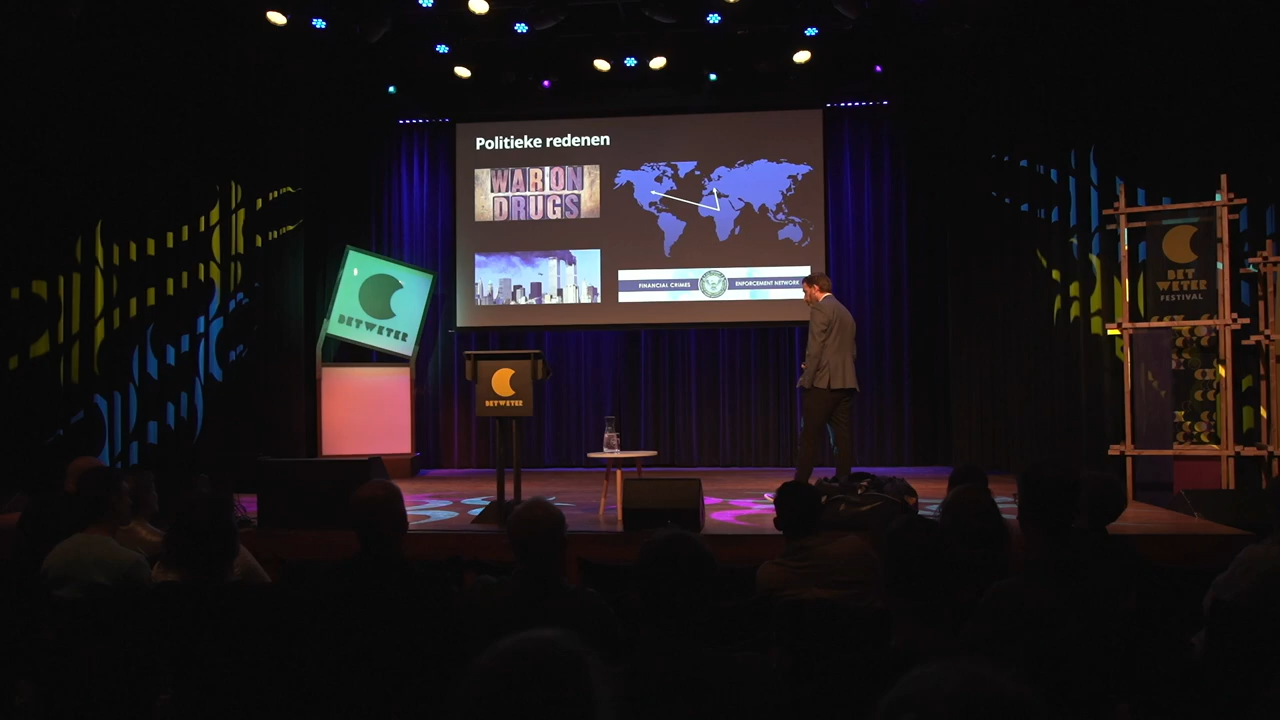 Politieke redenen
WAR ON
DRUGS
FINANCIAL CRIMES
ENFORCEMENT NETWORK
BETWETER
BETWETER
BET
WETER
FESTIVAL